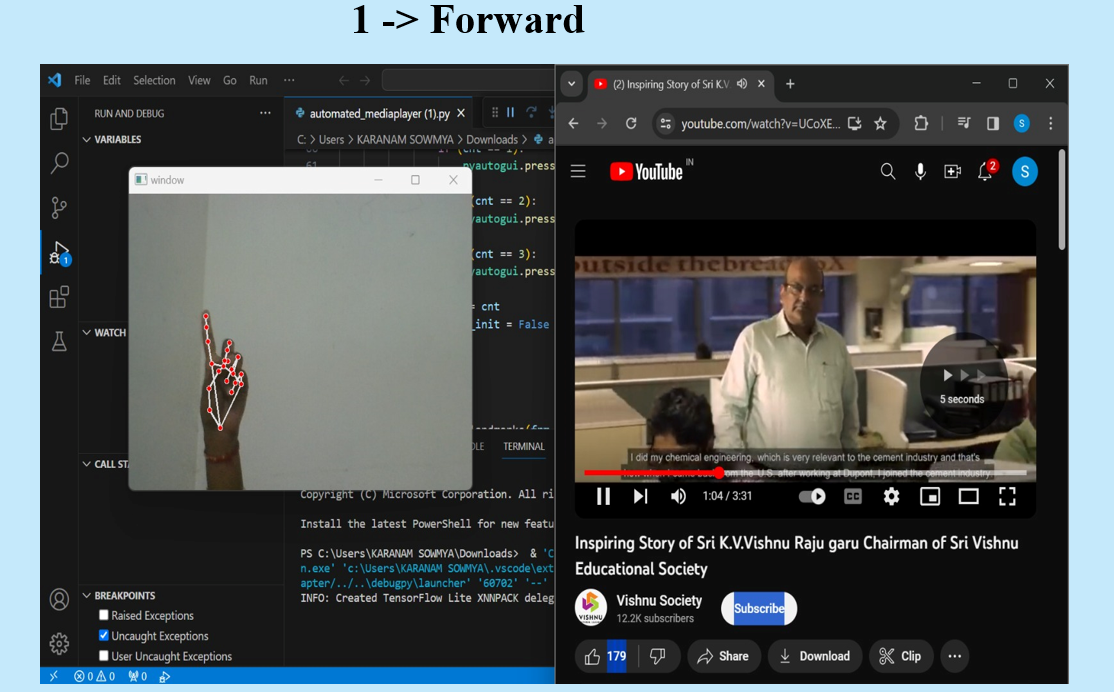 1 -> Forward
File Edit Selection View Go Run ...
RUN AND DEBUG ...
VARIABLES
automated_mediaplayer (1).py
C: > Users > KARANAM SOWMYA > Downloads > a
61
pyautogui.press
(cnt == 2):
yautogui.press
(cnt == 3):
yautogui.press
= cnt
_init = False
window
WATCH
CALL STA
TERMINAL
Copyright (C) Microsoft Corporation. All ri
Install the latest PowerShell for new featu
PS C:\Users\KARANAM SOWMYA\Downloads> & 'C
n.exe' 'c:\Users\KARANAM SOWMYA\.vscode\ext
apter/../..\debugpy\launcher' '60702' '--'
INFO: Created TensorFlow Lite XNNPACK deleg
BREAKPOINTS
Raised Exceptions
Uncaught Exceptions
User Uncaught Exceptions
1
0 0 0
(2) Inspiring Story of Sri K.V
youtube.com/watch?v=UCoXE...
S
YouTube IN
2
S
outside the bread box
5 seconds
I did my chemical engineering, which is very relevant to the cement industry and that's
from the U.S. after working at Dupont, I joined the cement industry.
1:04 / 3:31
CC
Inspiring Story of Sri K.V.Vishnu Raju garu Chairman of Sri Vishnu
Educational Society
VISHNU
Vishnu Society
12.2K subscribers
Subscribe
179 Share Download Clip ...